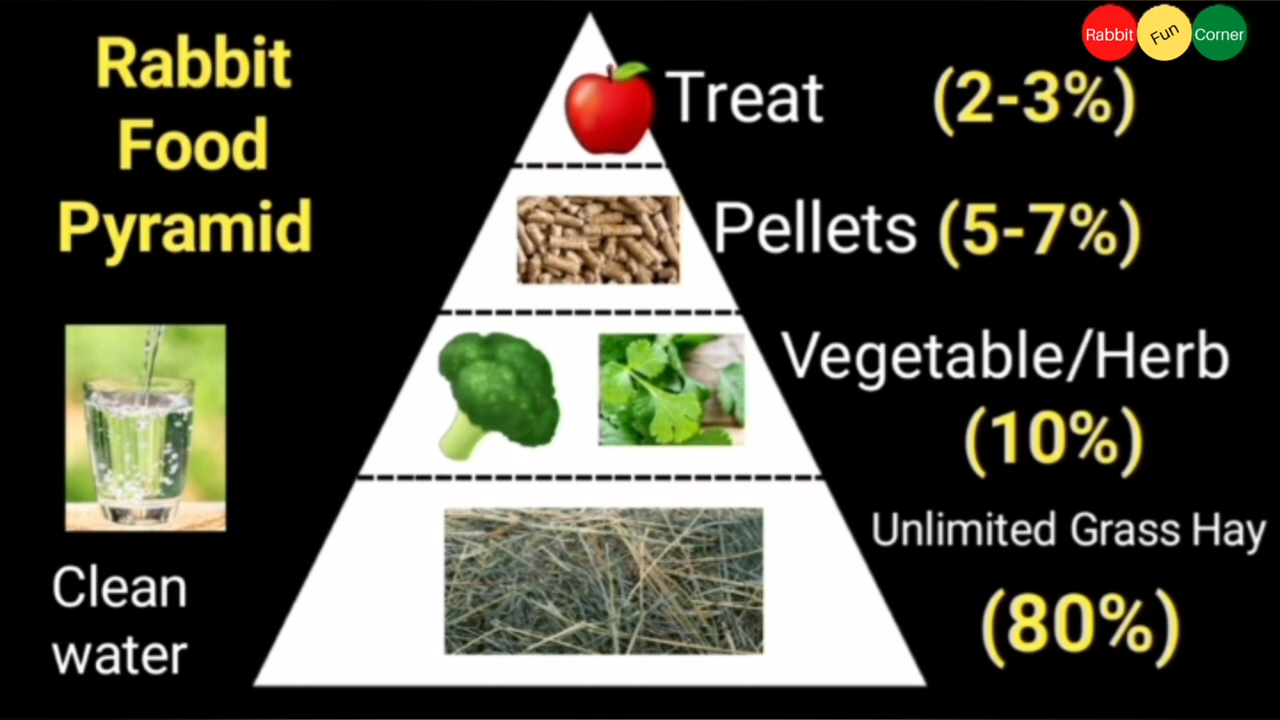 Rabbit
Food
Pyramid
Rabbit Fun Corner
Treat (2-3%)
Pellets (5-7%)
Vegetable/Herb
(10%)
Unlimited Grass Hay
(80%)
Clean
water